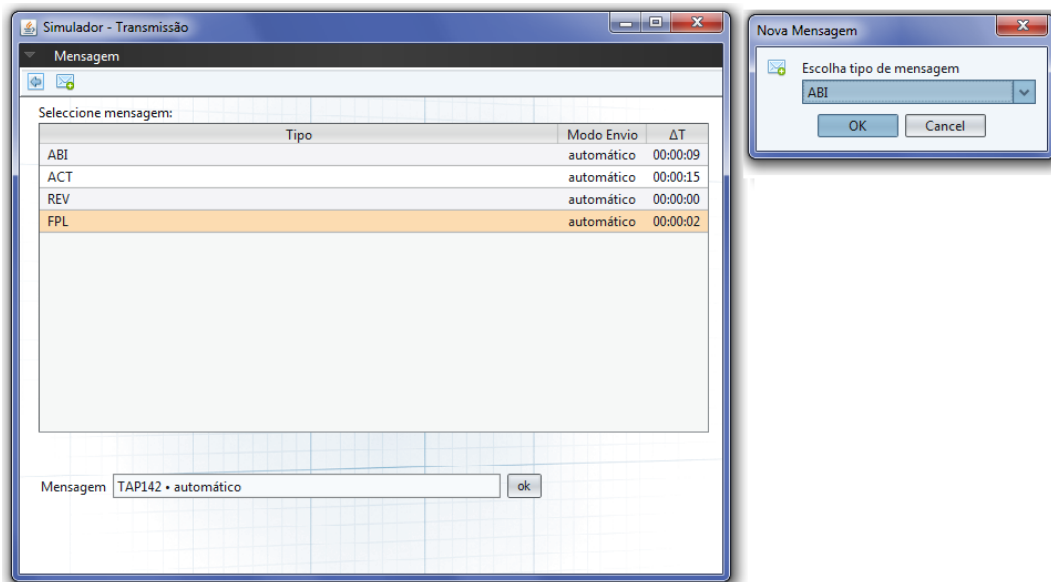 Simulador - Transmissão
Mensagem
Seleccione mensagem:
Tipo Modo Envio ΔT
ABI automático 00:00:09
ACT automático 00:00:15
REV automático 00:00:00
FPL automático 00:00:02
Mensagem TAP142 • automático ok
Nova Mensagem
Escolha tipo de mensagem
ABI
OK Cancel